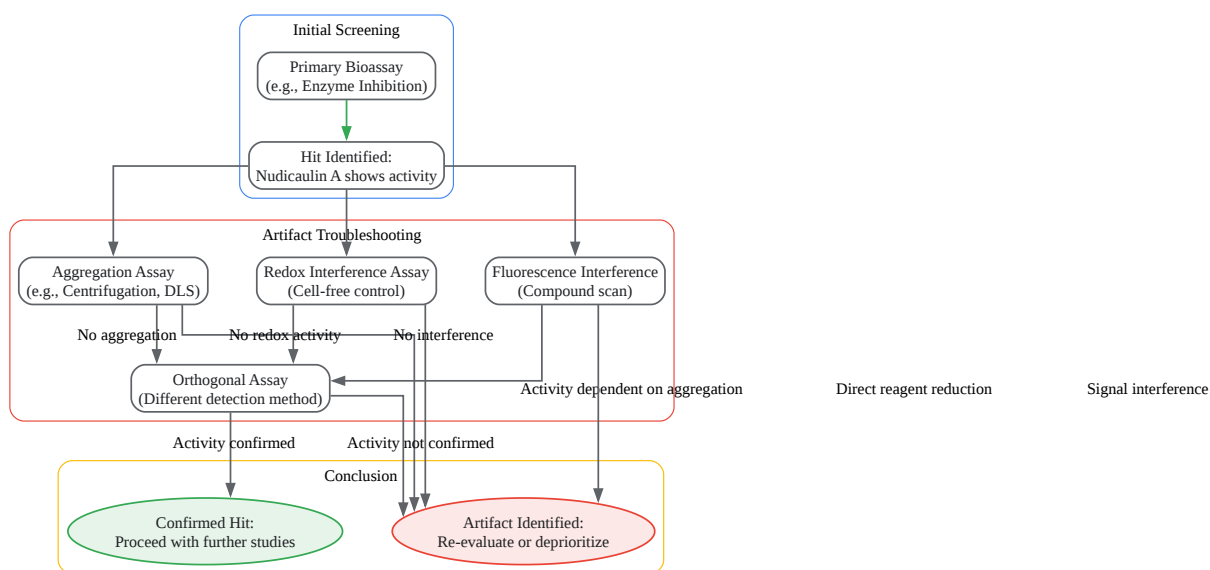 Initial Screening
Primary Bioassay
(e.g., Enzyme Inhibition)
Hit Identified:
Nudicaulin A shows activity
Artifact Troubleshooting
Aggregation Assay
(e.g., Centrifugation, DLS)
Redox Interference Assay
(Cell-free control)
Fluorescence Interference
(Compound scan)
No aggregation
No redox activity
No interference
Orthogonal Assay
(Different detection method)
Activity dependent on aggregation
Direct reagent reduction
Signal interference
Activity confirmed
Activity not confirmed
Conclusion
Confirmed Hit:
Proceed with further studies
Artifact Identified:
Re-evaluate or deprioritize